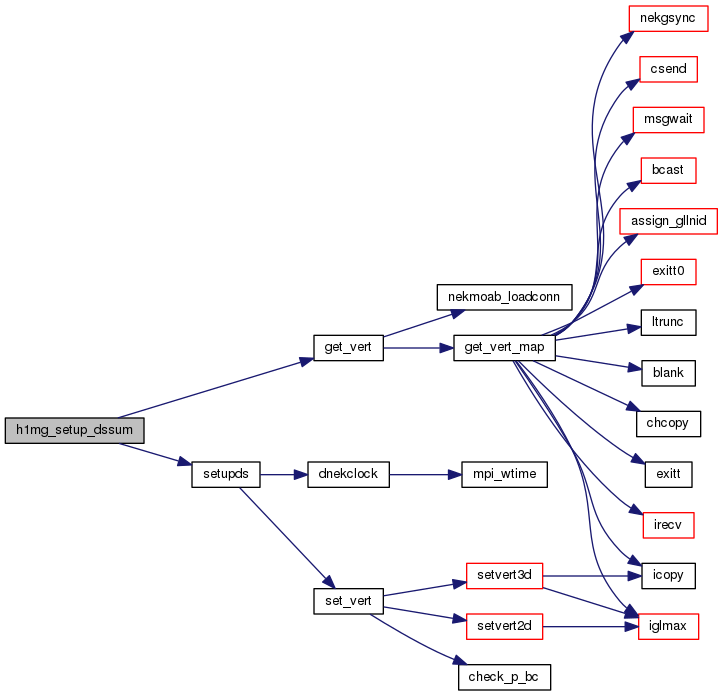 nekgsync
csend
msgwait
bcast
assign_gllnid
exitt0
nekmoab_loadconn
ltrunc
get_vert
get_vert_map
blank
chcopy
h1mg_setup_dssum
setupds
dnekclock
mpi_wtime
exitt
irecv
setvert3d
icopy
set_vert
setvert2d
iglmax
check_p_bc